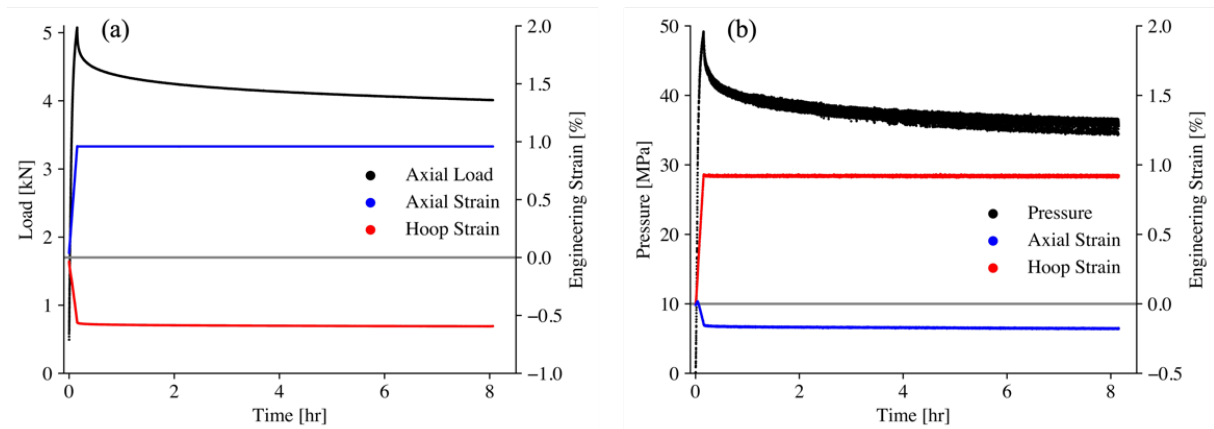 (a)
5
4
3
2
1
0
Load [kN]
2.0
1.5
1.0
0.5
0.0
−0.5
−1.0
Engineering Strain [%]
Axial Load
Axial Strain
Hoop Strain
0 2 4 6 8
Time [hr]
(b)
50
40
30
20
10
0
Pressure [MPa]
2.0
1.5
1.0
0.5
0.0
−0.5
Engineering Strain [%]
Pressure
Axial Strain
Hoop Strain
0 2 4 6 8
Time [hr]